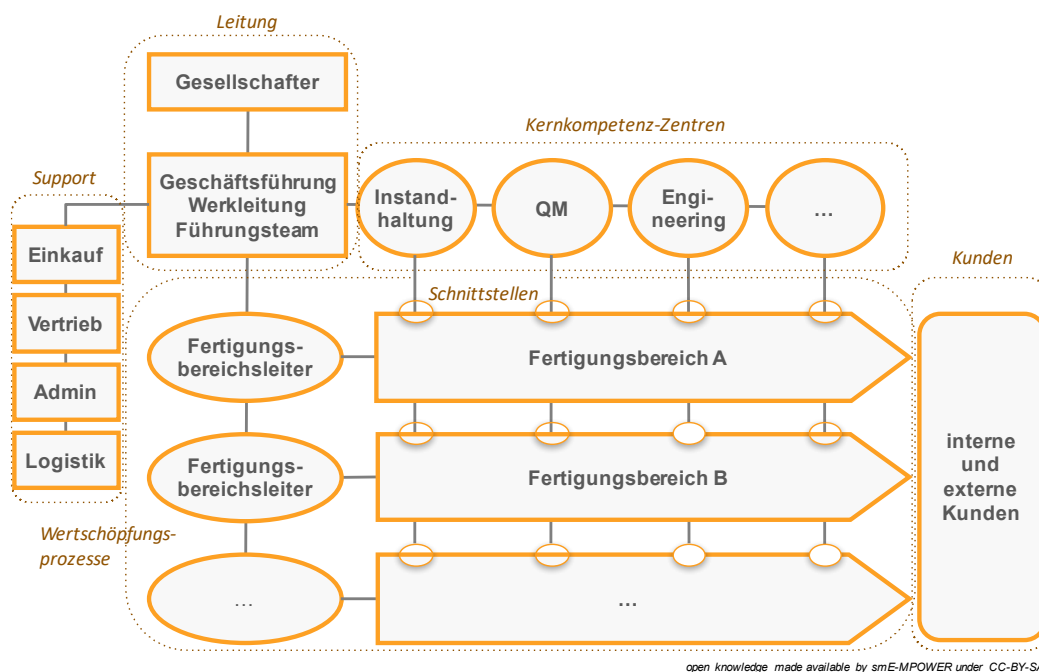 Leitung
Gesellschafter
Kernkompetenz-Zentren
Support
Geschäftsführung
Werkleitung
Führungsteam
Instand-
haltung
QM
Engi-
neering
...
Einkauf
Vertrieb
Admin
Logistik
Kunden
Schnittstellen
Fertigungs-
bereichsleiter
Fertigungsbereich A
Fertigungs-
bereichsleiter
Fertigungsbereich B
interne
und
externe
Kunden
Wertschöpfungs-
prozesse
...
...
open knowledge made available by smE-MPOWER under CC-BY-SA